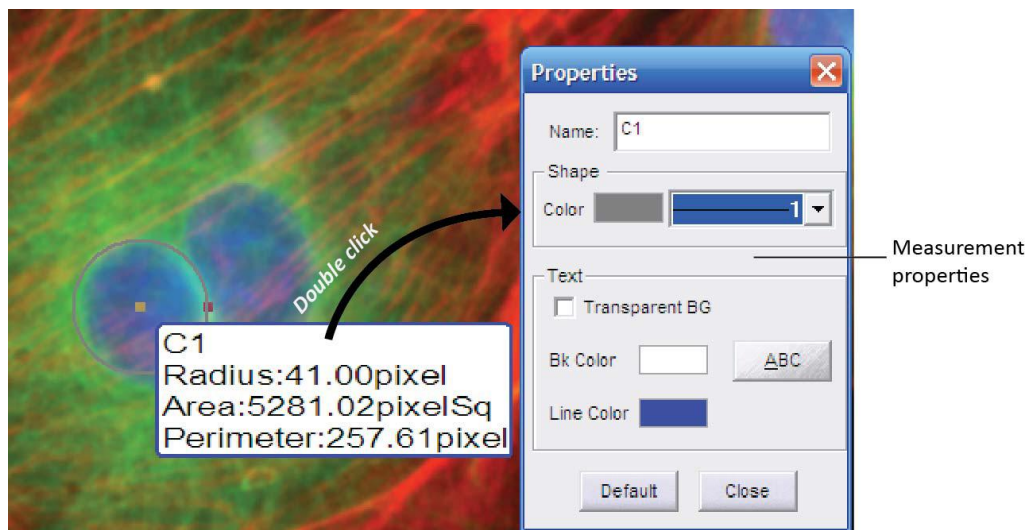 Properties
Name: C1
Shape
Color 1
Measurement
properties
Double click
Text
Transparent BG
C1
Radius:41.00pixel
Area:5281.02pixelSq
Perimeter:257.61pixel
Bk Color ABC
Line Color
Default Close